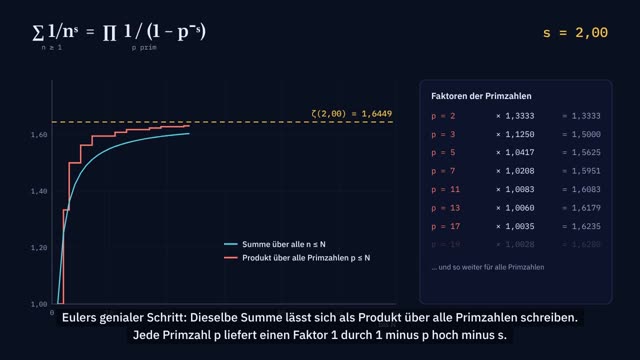 ∑ 1/nˢ = ∏ 1 / (1 − p⁻ˢ)
n ≥ 1 p prim
s = 2,00
ζ(2,00) = 1,6449
1,60
1,40
1,20
1,00
0
Summe über alle n ≤ N
Produkt über alle Primzahlen p ≤ N
Faktoren der Primzahlen
p = 2 × 1,3333 = 1,3333
p = 3 × 1,1250 = 1,5000
p = 5 × 1,0417 = 1,5625
p = 7 × 1,0208 = 1,5951
p = 11 × 1,0083 = 1,6083
p = 13 × 1,0060 = 1,6179
p = 17 × 1,0035 = 1,6235
p = 19 × 1,0028 = 1,6280
… und so weiter für alle Primzahlen
Eulers genialer Schritt: Dieselbe Summe lässt sich als Produkt über alle Primzahlen schreiben.
Jede Primzahl p liefert einen Faktor 1 durch 1 minus p hoch minus s.